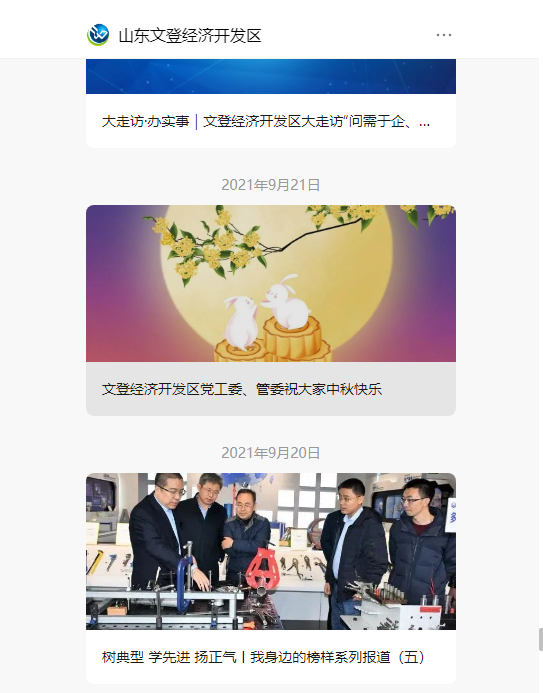 山东文登经济开发区
大走访·办实事 | 文登经济开发区大走访“问需于企、...
2021年9月21日
文登经济开发区党工委、管委祝大家中秋快乐
2021年9月20日
树典型 学先进 扬正气丨我身边的榜样系列报道（五）